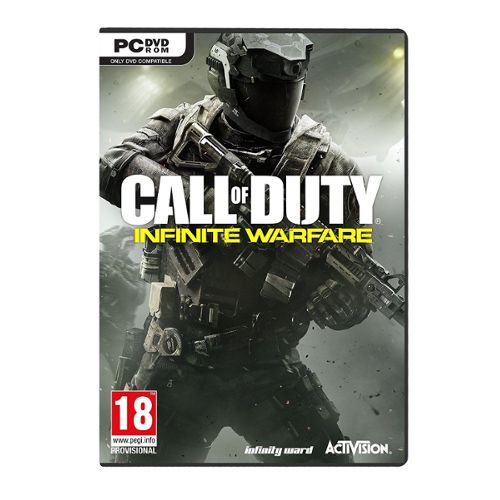 PC DVD ROM
ONLY DVD COMPATIBLE
CALL OF DUTY
INFINITE WARFARE
18
www.pegi.info
PROVISIONAL
infinity ward
ACTIVISION